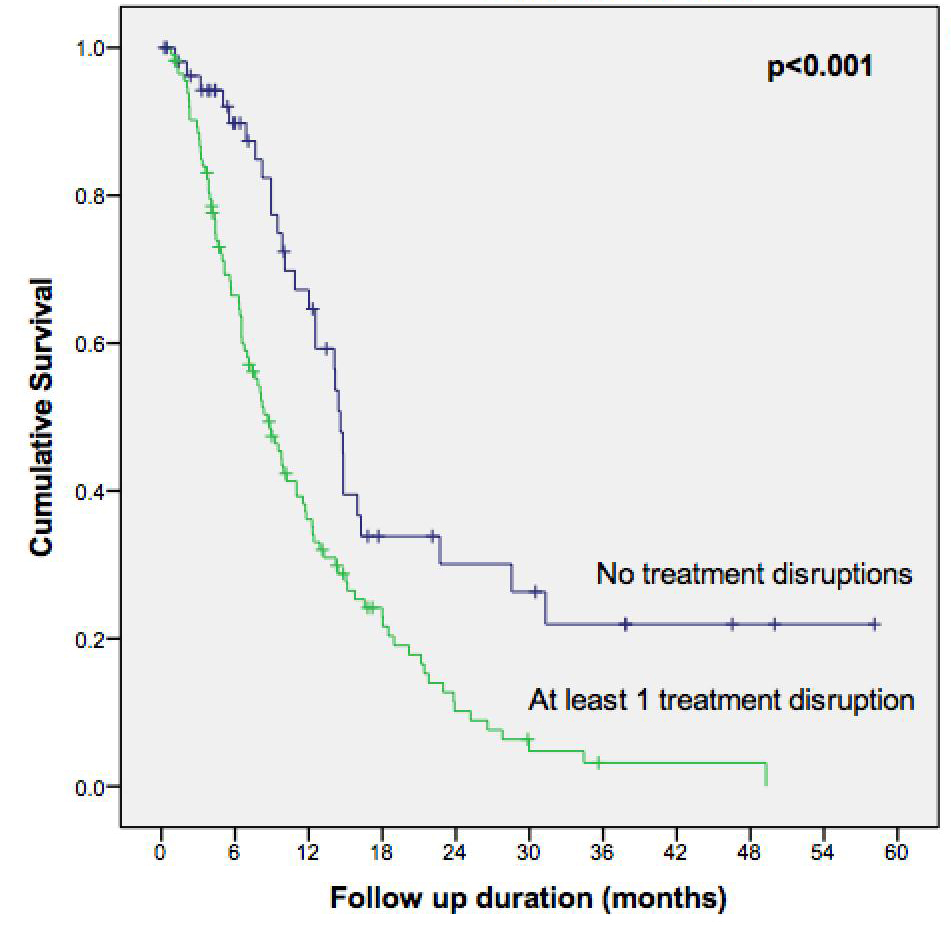 p<0.001
1.0
0.8
0.6
0.4
0.2
0.0
Cumulative Survival
No treatment disruptions
At least 1 treatment disruption
0 6 12 18 24 30 36 42 48 54 60
Follow up duration (months)